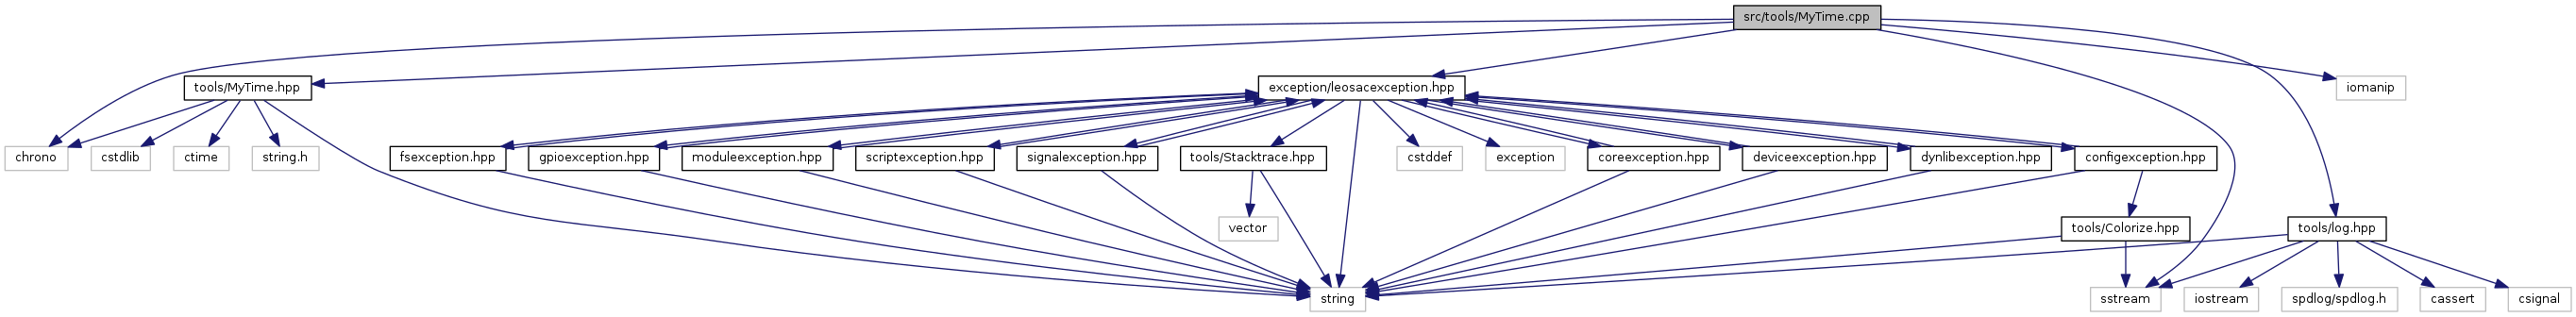 src/tools/MyTime.cpp
tools/MyTime.hpp
exception/leosacexception.hpp
iomanip
chrono
cstdlib
ctime
string.h
fsexception.hpp
gpioexception.hpp
moduleexception.hpp
scriptexception.hpp
signalexception.hpp
tools/Stacktrace.hpp
cstddef
exception
coreexception.hpp
deviceexception.hpp
dynlibexception.hpp
configexception.hpp
vector
tools/Colorize.hpp
tools/log.hpp
string
sstream
iostream
spdlog/spdlog.h
cassert
csignal